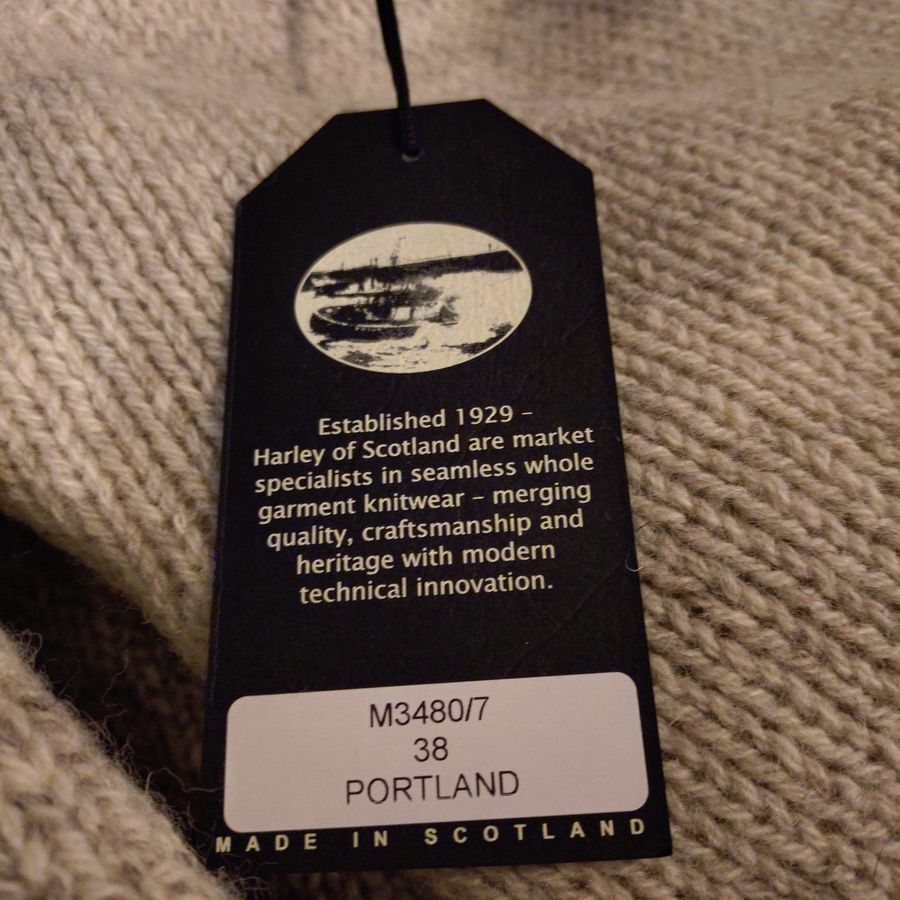 Established 1929 –
Harley of Scotland are market
specialists in seamless whole
garment knitwear – merging
quality, craftsmanship and
heritage with modern
technical innovation.
M3480/7
38
PORTLAND
MADE IN SCOTLAND